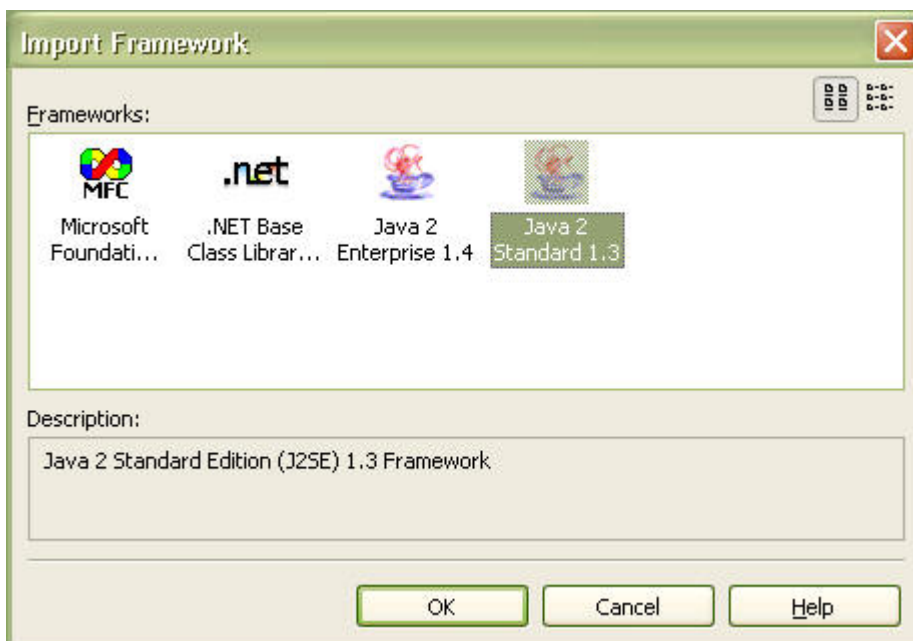 Import Framework
Frameworks:
MFC
Microsoft
Foundati...
.net
.NET Base
Class Librar...
Java 2
Enterprise 1.4
Java 2
Standard 1.3
Description:
Java 2 Standard Edition (J2SE) 1.3 Framework
OK
Cancel
Help